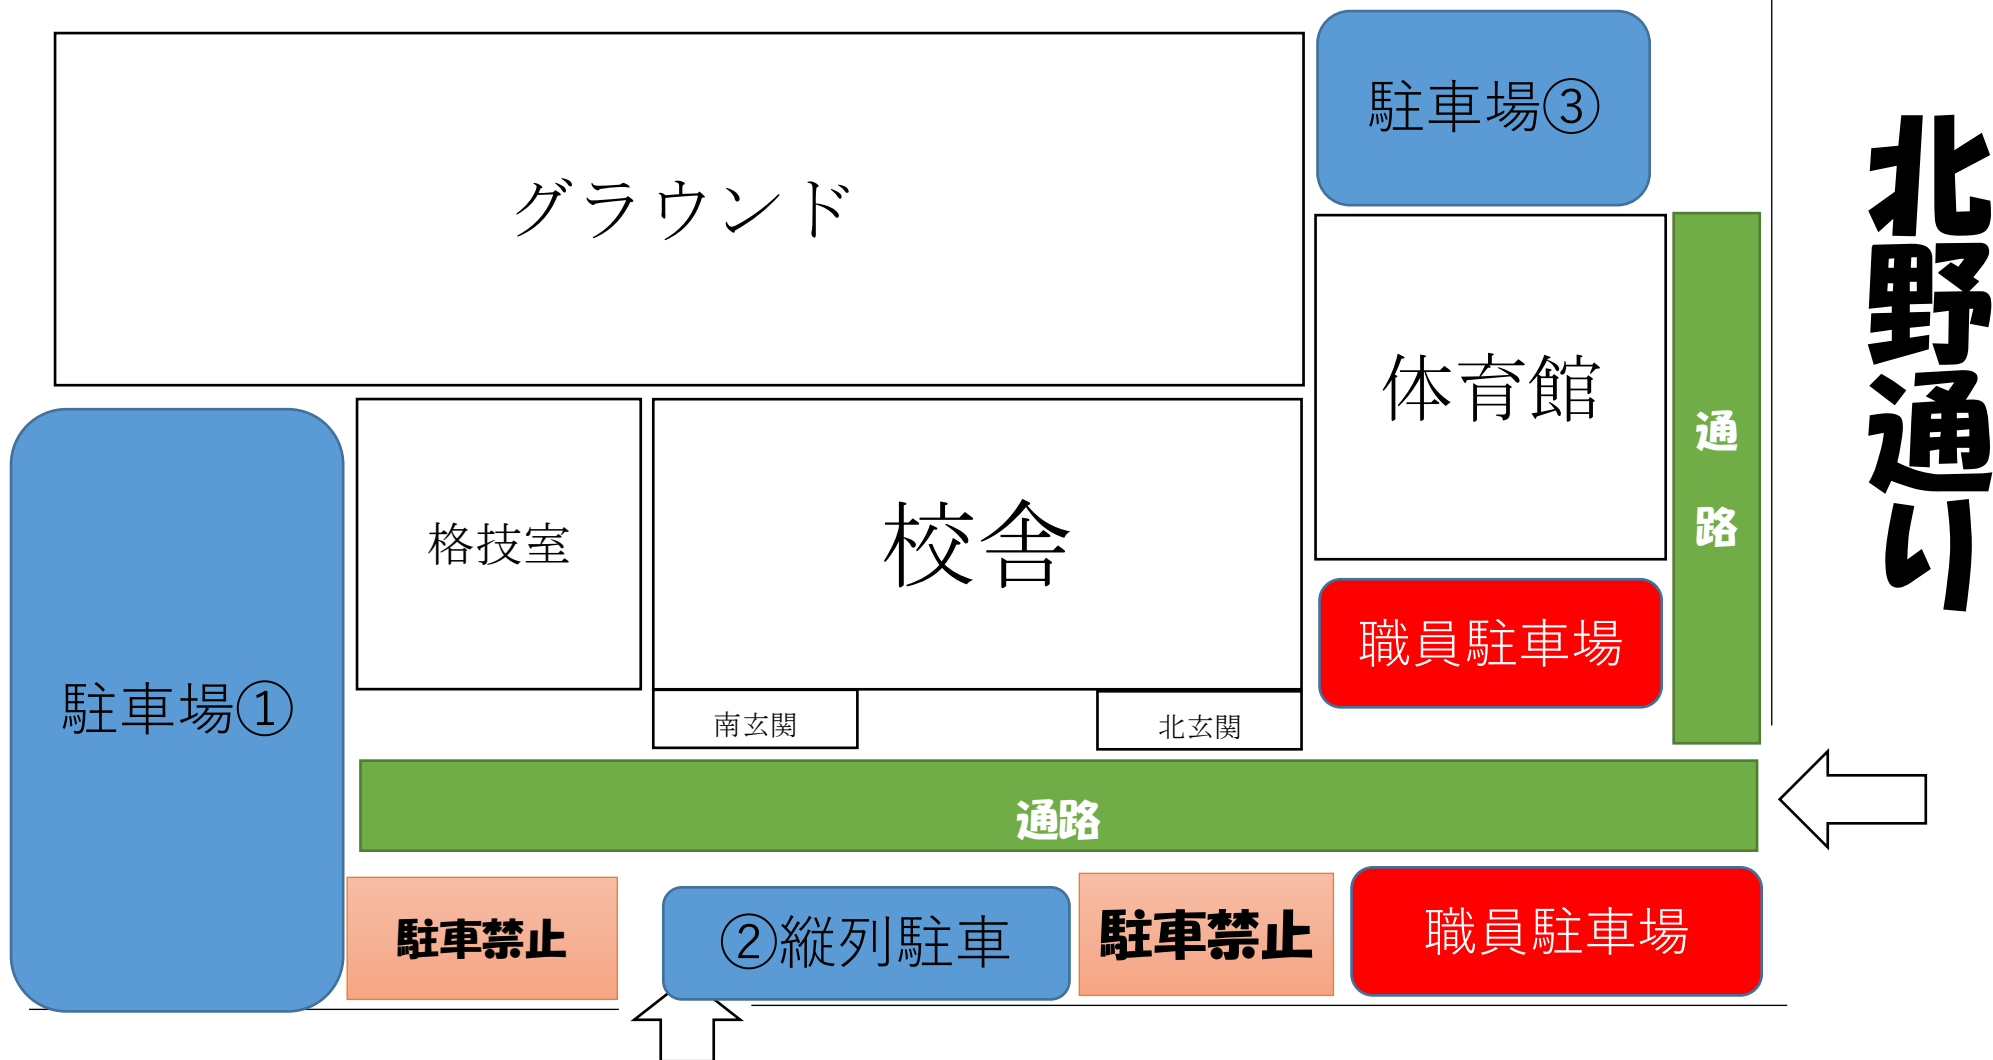 グラウンド
駐車場③
北野通り
体育館
通路
格技室
校舎
駐車場①
職員駐車場
南玄関
北玄関
通路
駐車禁止
②縦列駐車
駐車禁止
職員駐車場